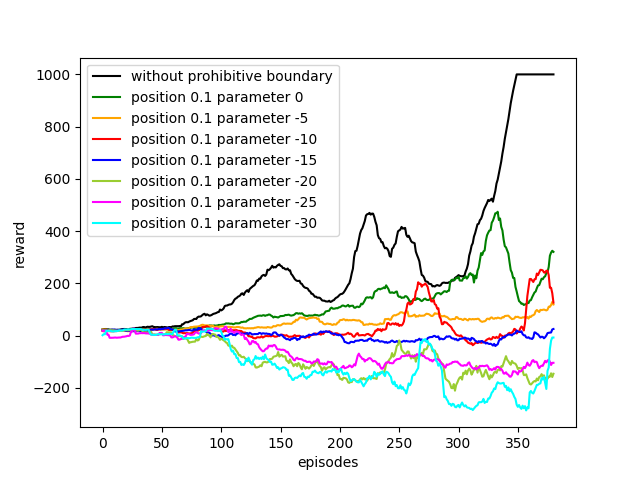 1000
800
600
400
200
0
−200
reward
without prohibitive boundary
position 0.1 parameter 0
position 0.1 parameter -5
position 0.1 parameter -10
position 0.1 parameter -15
position 0.1 parameter -20
position 0.1 parameter -25
position 0.1 parameter -30
0 50 100 150 200 250 300 350
episodes